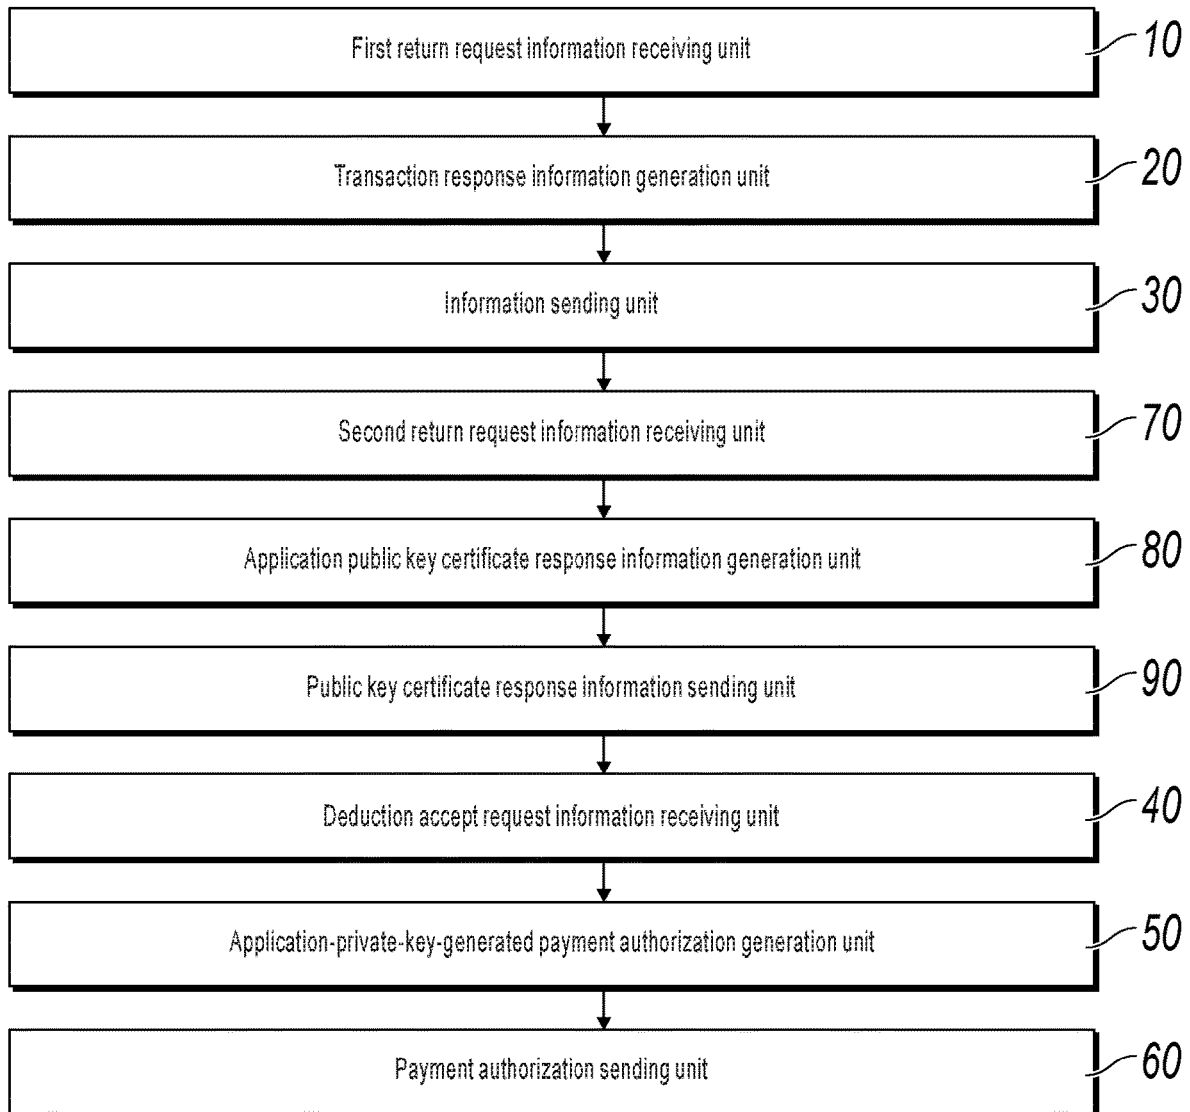 First return request information receiving unit 10
Transaction response information generation unit 20
Information sending unit 30
Second return request information receiving unit 70
Application public key certificate response information generation unit 80
Public key certificate response information sending unit 90
Deduction accept request information receiving unit 40
Application-private-key-generated payment authorization generation unit 50
Payment authorization sending unit 60